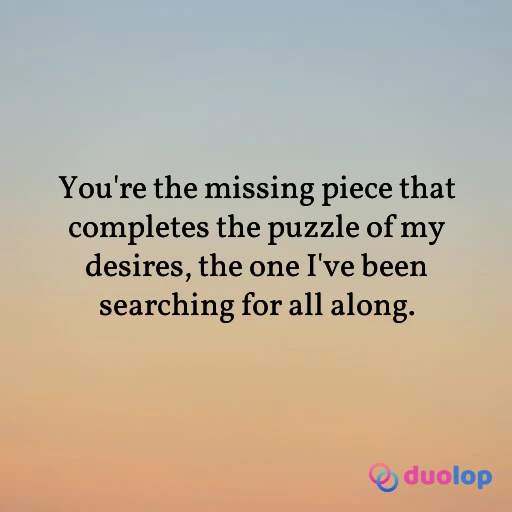 You're the missing piece that
completes the puzzle of my
desires, the one I've been
searching for all along.
duolop